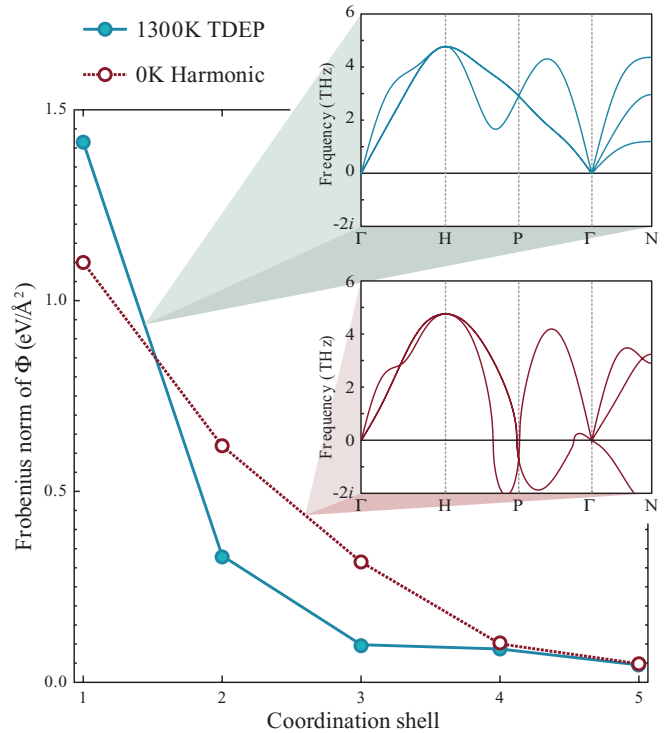 1300K TDEP
0K Harmonic
Frobenius norm of Φ (eV/Å²)
1.5
1.0
0.5
0.0
1
2
3
4
5
Coordination shell
Frequency (THz)
6
4
2
0
-2i
Γ
H
P
Γ
N
Frequency (THz)
6
4
2
0
-2i
Γ
H
P
Γ
N